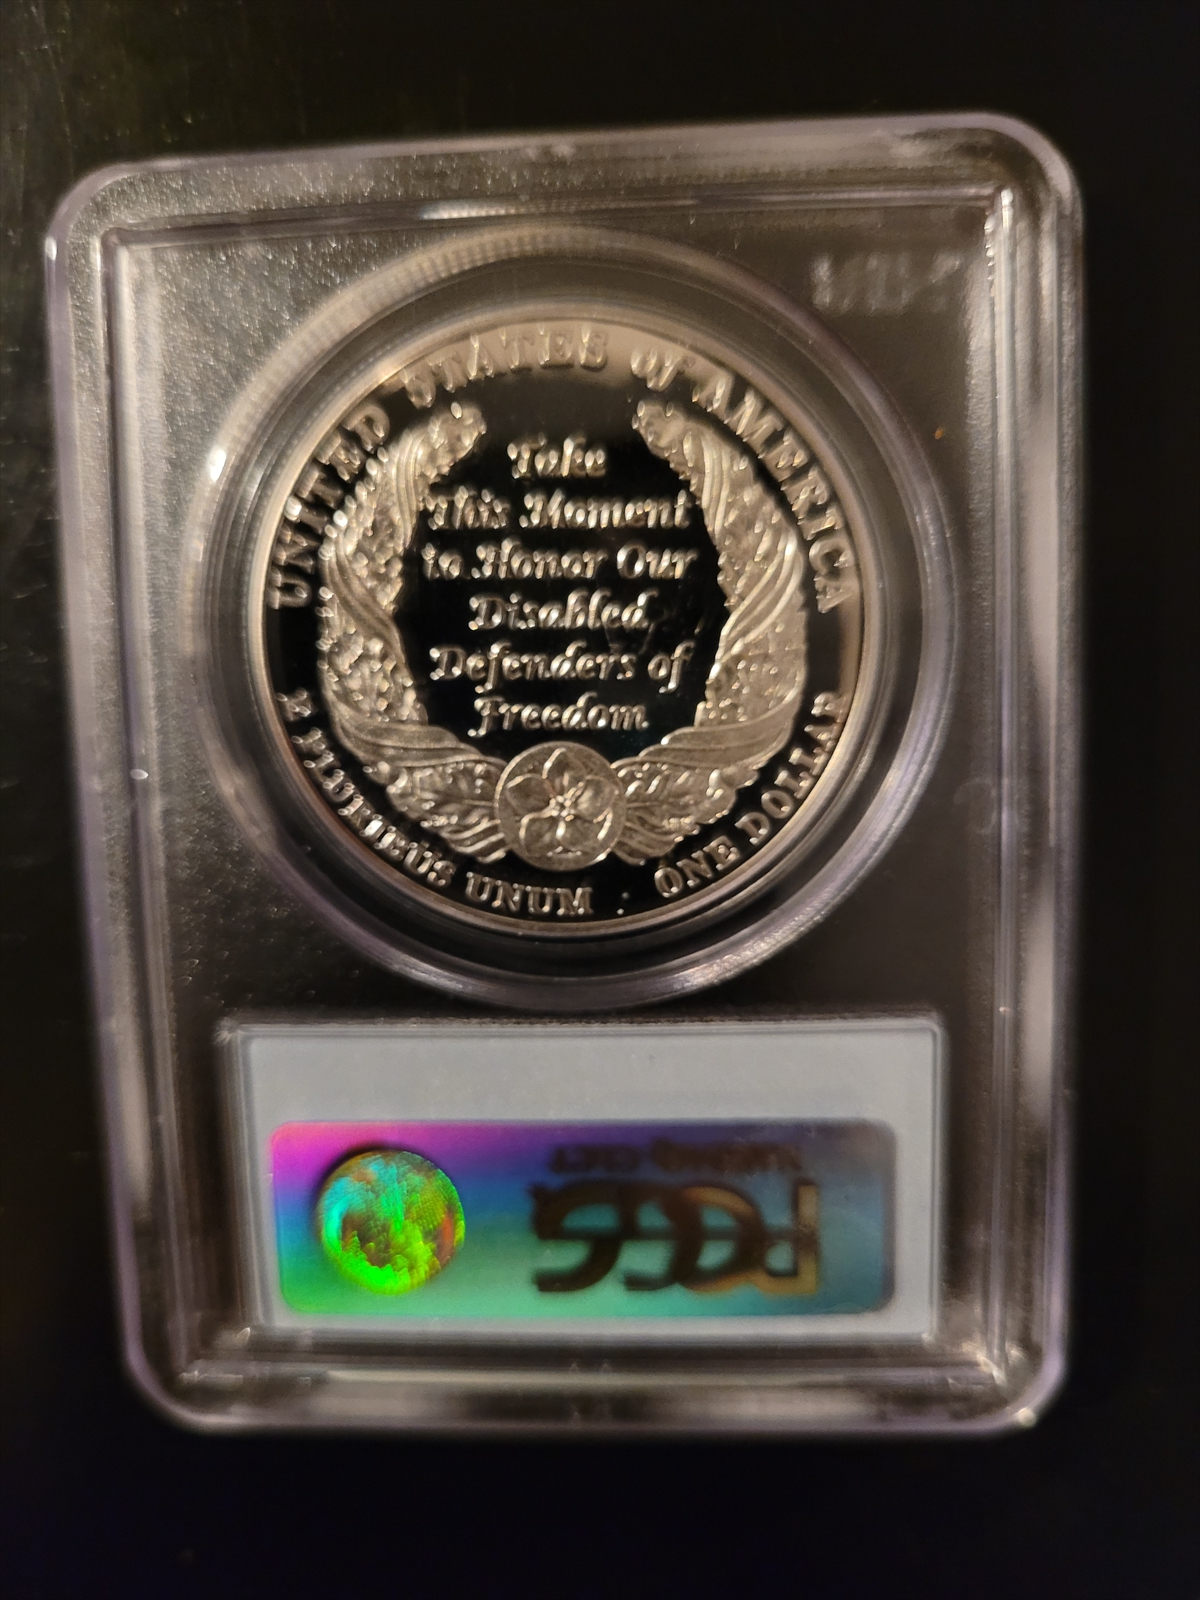 UNITED STATES of AMERICA
Take
This Moment
to Honor Our
Disabled
Defenders of
Freedom
E PLURIBUS UNUM
ONE DOLLAR
PCGS